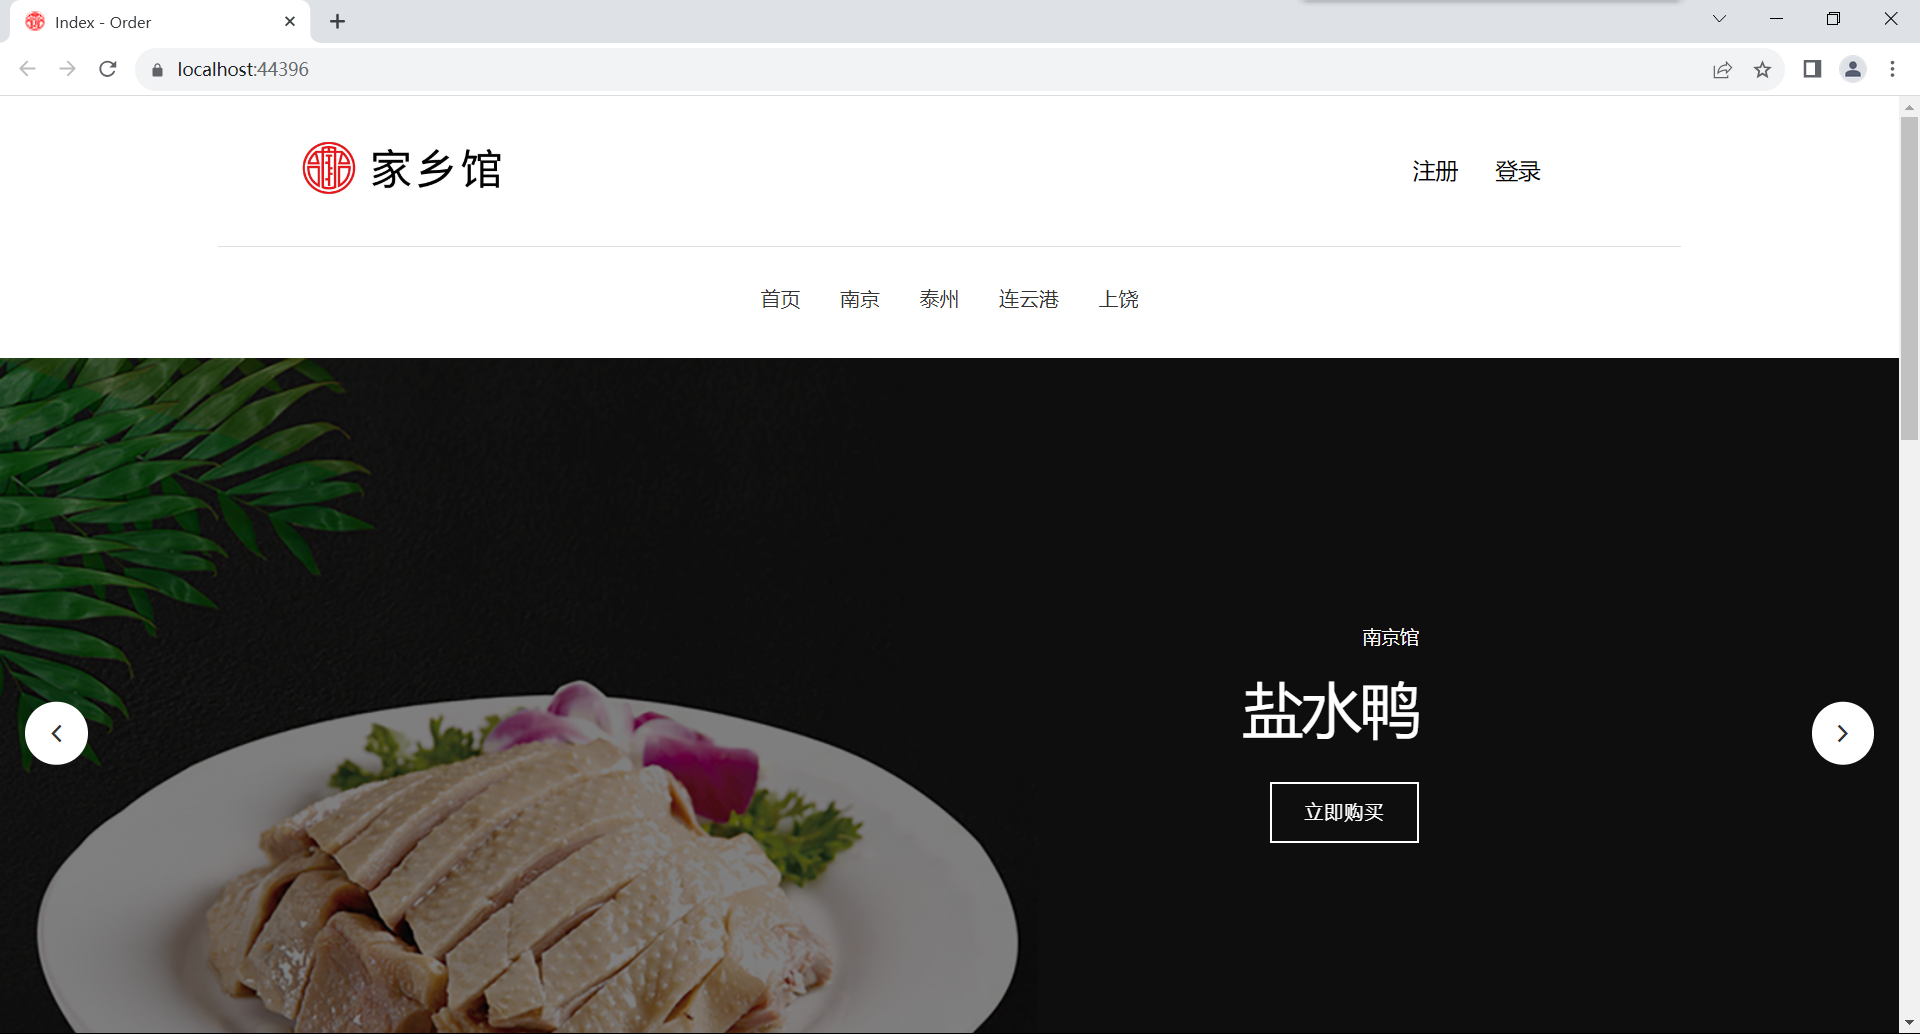 Index - Order
localhost:44396
家乡馆
注册 登录
首页 南京 泰州 连云港 上饶
南京馆
盐水鸭
立即购买